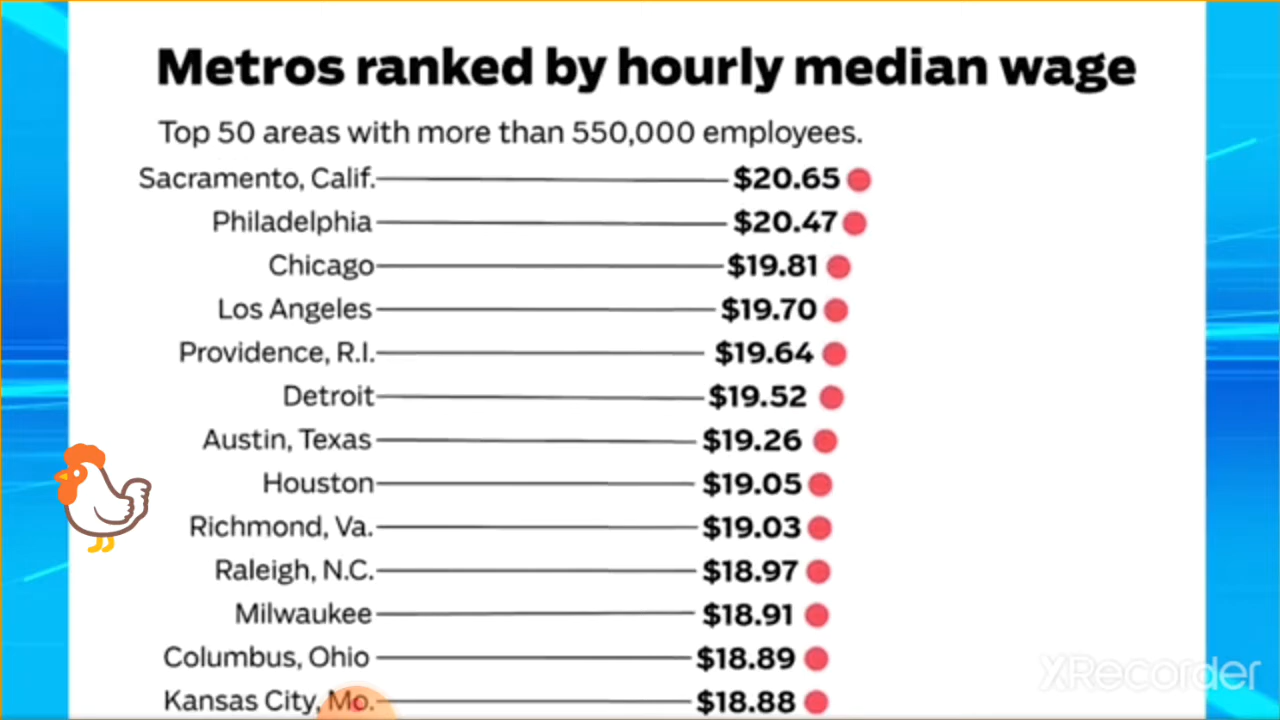 Metros ranked by hourly median wage
Top 50 areas with more than 550,000 employees.
Sacramento, Calif. $20.65
Philadelphia $20.47
Chicago $19.81
Los Angeles $19.70
Providence, R.I. $19.64
Detroit $19.52
Austin, Texas $19.26
Houston $19.05
Richmond, Va. $19.03
Raleigh, N.C. $18.97
Milwaukee $18.91
Columbus, Ohio $18.89
Kansas City, Mo. $18.88
XRecorder